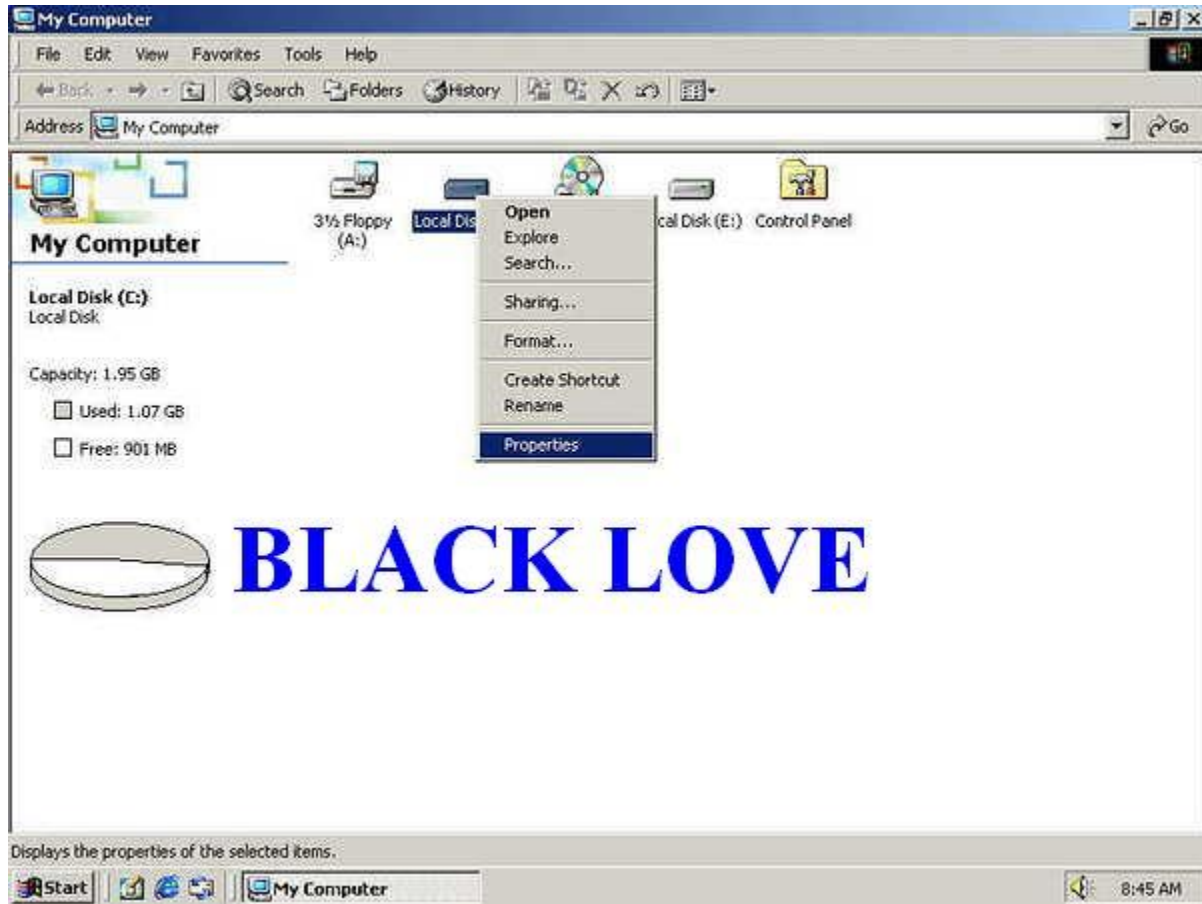 My Computer
File Edit View Favorites Tools Help
Back Search Folders History
Address My Computer Go
My Computer
Local Disk (C:)
Local Disk
Capacity: 1.95 GB
Used: 1.07 GB
Free: 901 MB
3½ Floppy
(A:)
Local Dis
cal Disk (E:)
Control Panel
Open
Explore
Search...
Sharing...
Format...
Create Shortcut
Rename
Properties
BLACK LOVE
Displays the properties of the selected items.
Start My Computer 8:45 AM